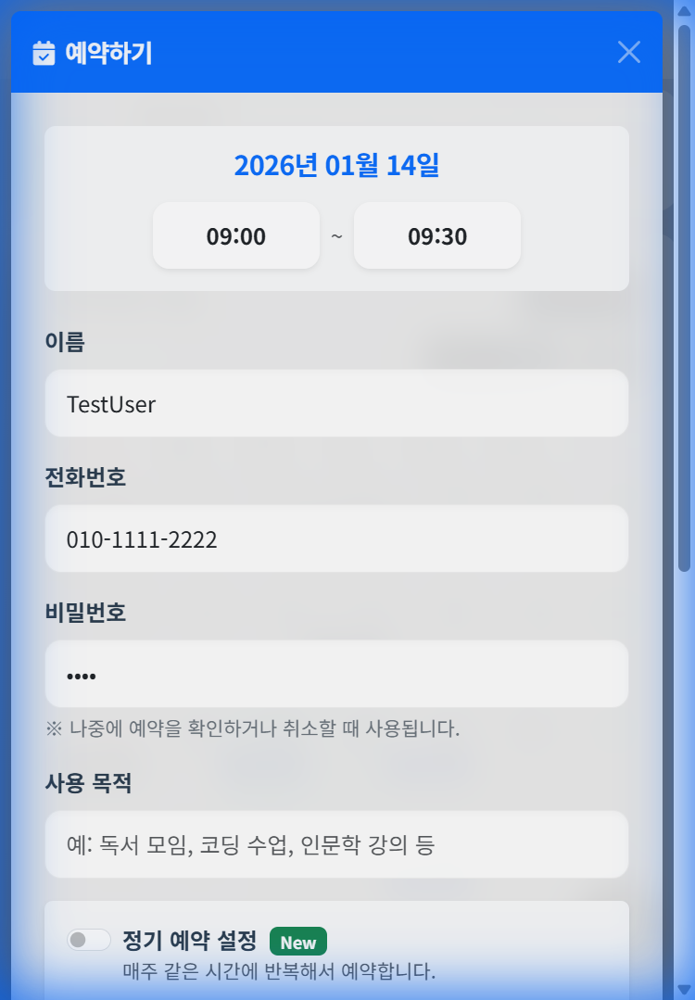 예약하기
2026년 01월 14일
09:00 ~ 09:30
이름
TestUser
전화번호
010-1111-2222
비밀번호
••••
※ 나중에 예약을 확인하거나 취소할 때 사용됩니다.
사용 목적
예: 독서 모임, 코딩 수업, 인문학 강의 등
정기 예약 설정 New
매주 같은 시간에 반복해서 예약합니다.